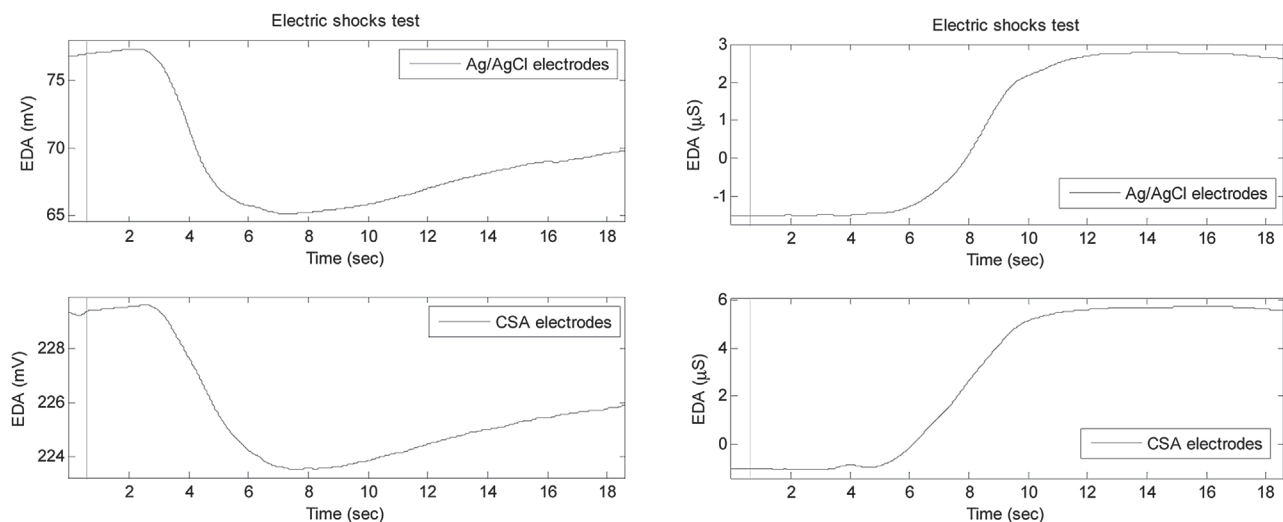 Electric shocks test
Ag/AgCl electrodes
EDA (mV)
75
70
65
2 4 6 8 10 12 14 16 18
Time (sec)
CSA electrodes
EDA (mV)
228
226
224
2 4 6 8 10 12 14 16 18
Time (sec)
Electric shocks test
EDA (μS)
3
2
1
0
-1
Ag/AgCl electrodes
2 4 6 8 10 12 14 16 18
Time (sec)
EDA (μS)
6
4
2
0
CSA electrodes
2 4 6 8 10 12 14 16 18
Time (sec)